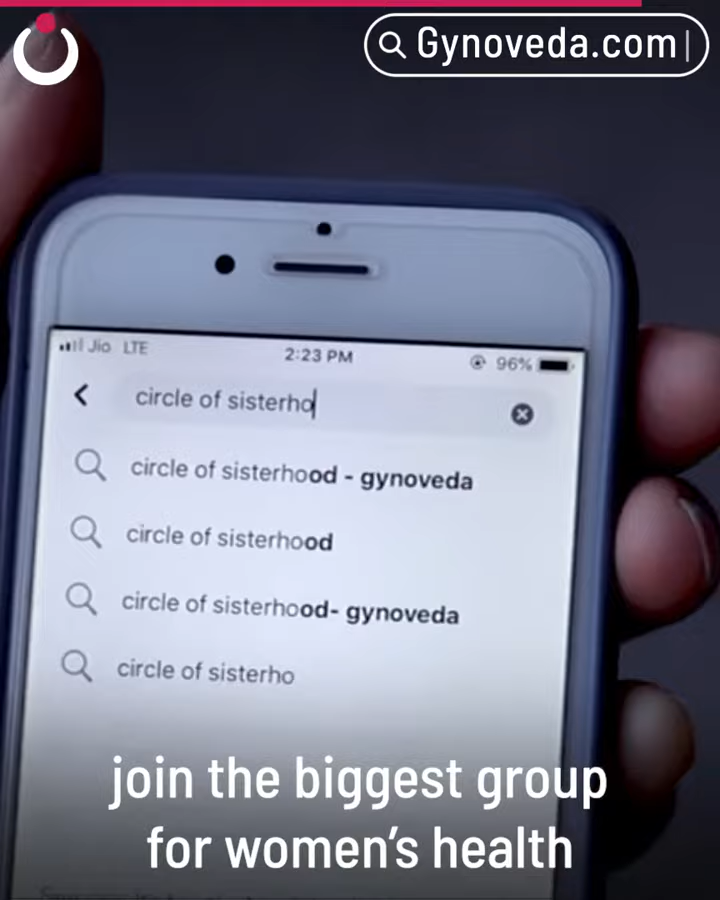 Gynoveda.com
Jio LTE 2:23 PM 96%
circle of sisterho
circle of sisterhood - gynoveda
circle of sisterhood
circle of sisterhood- gynoveda
circle of sisterho
join the biggest group
for women's health